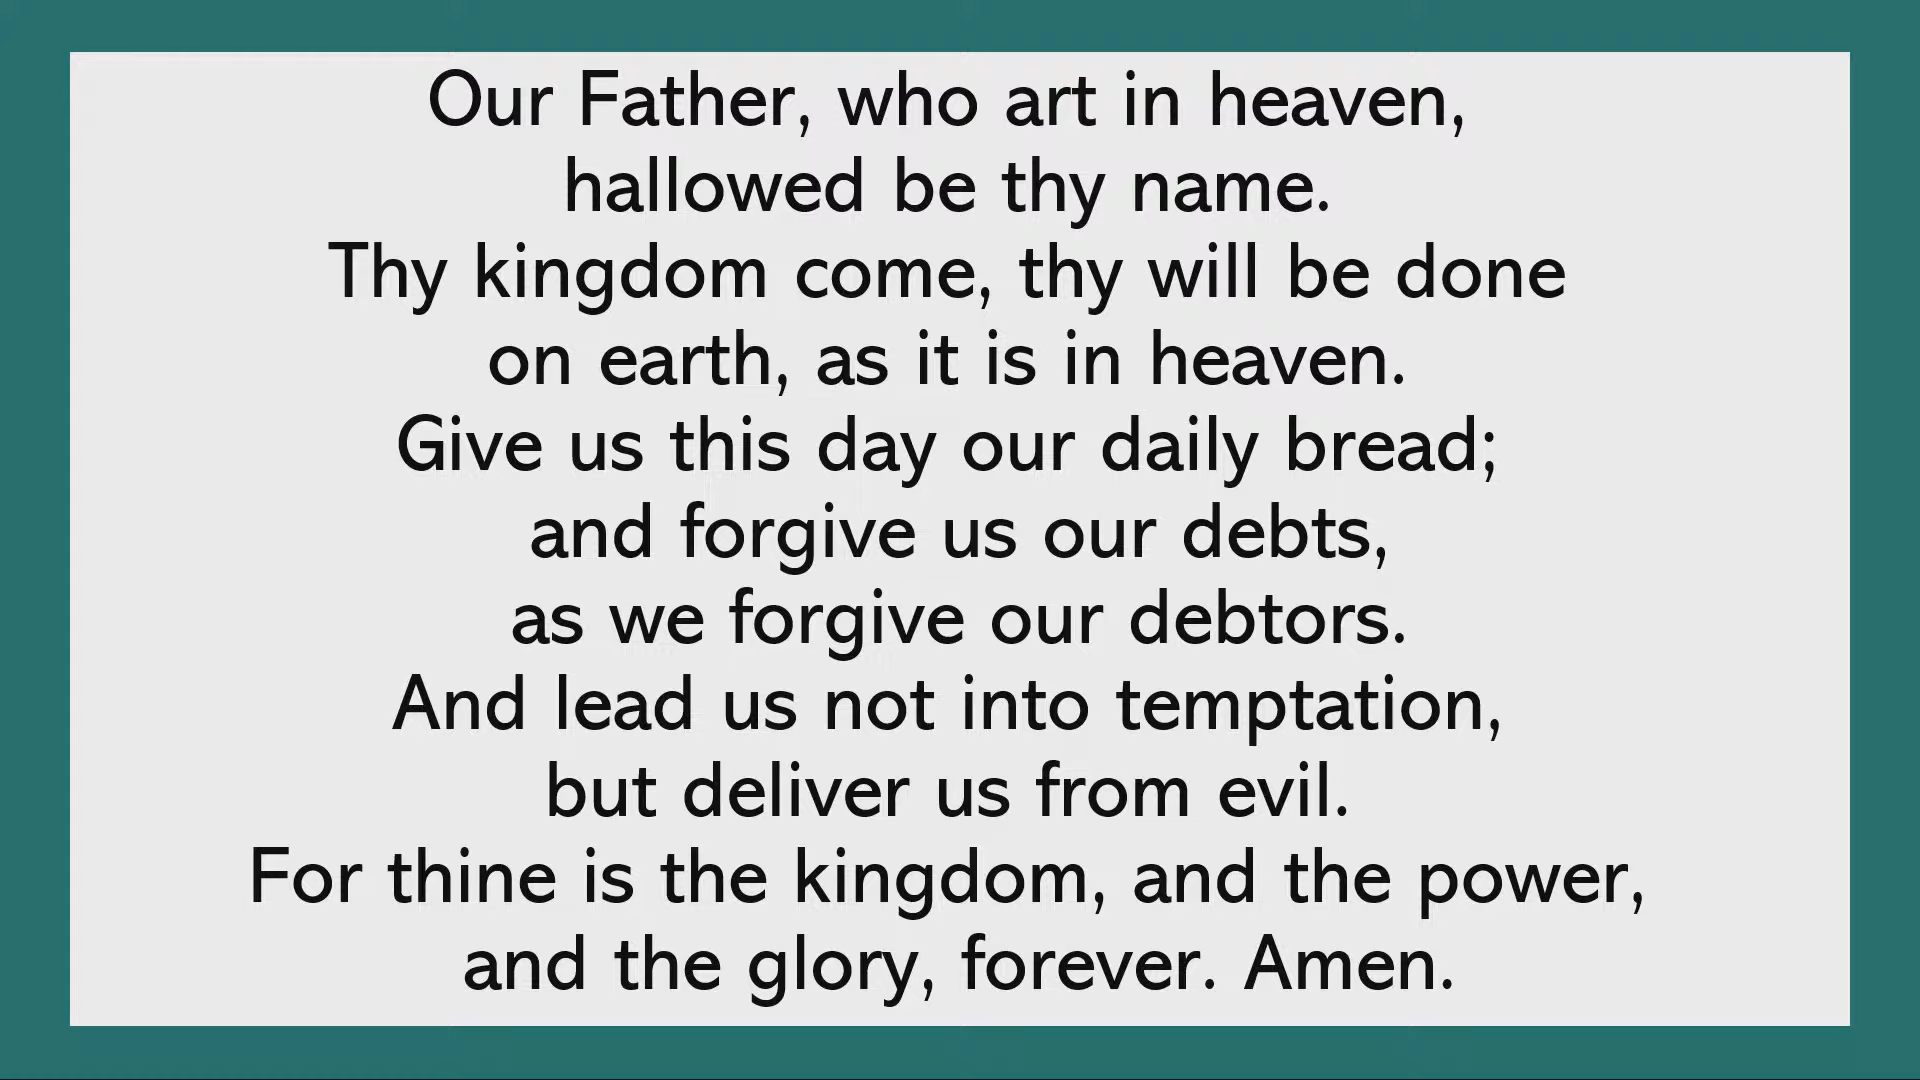 Our Father, who art in heaven,
hallowed be thy name.
Thy kingdom come, thy will be done
on earth, as it is in heaven.
Give us this day our daily bread;
and forgive us our debts,
as we forgive our debtors.
And lead us not into temptation,
but deliver us from evil.
For thine is the kingdom, and the power,
and the glory, forever. Amen.